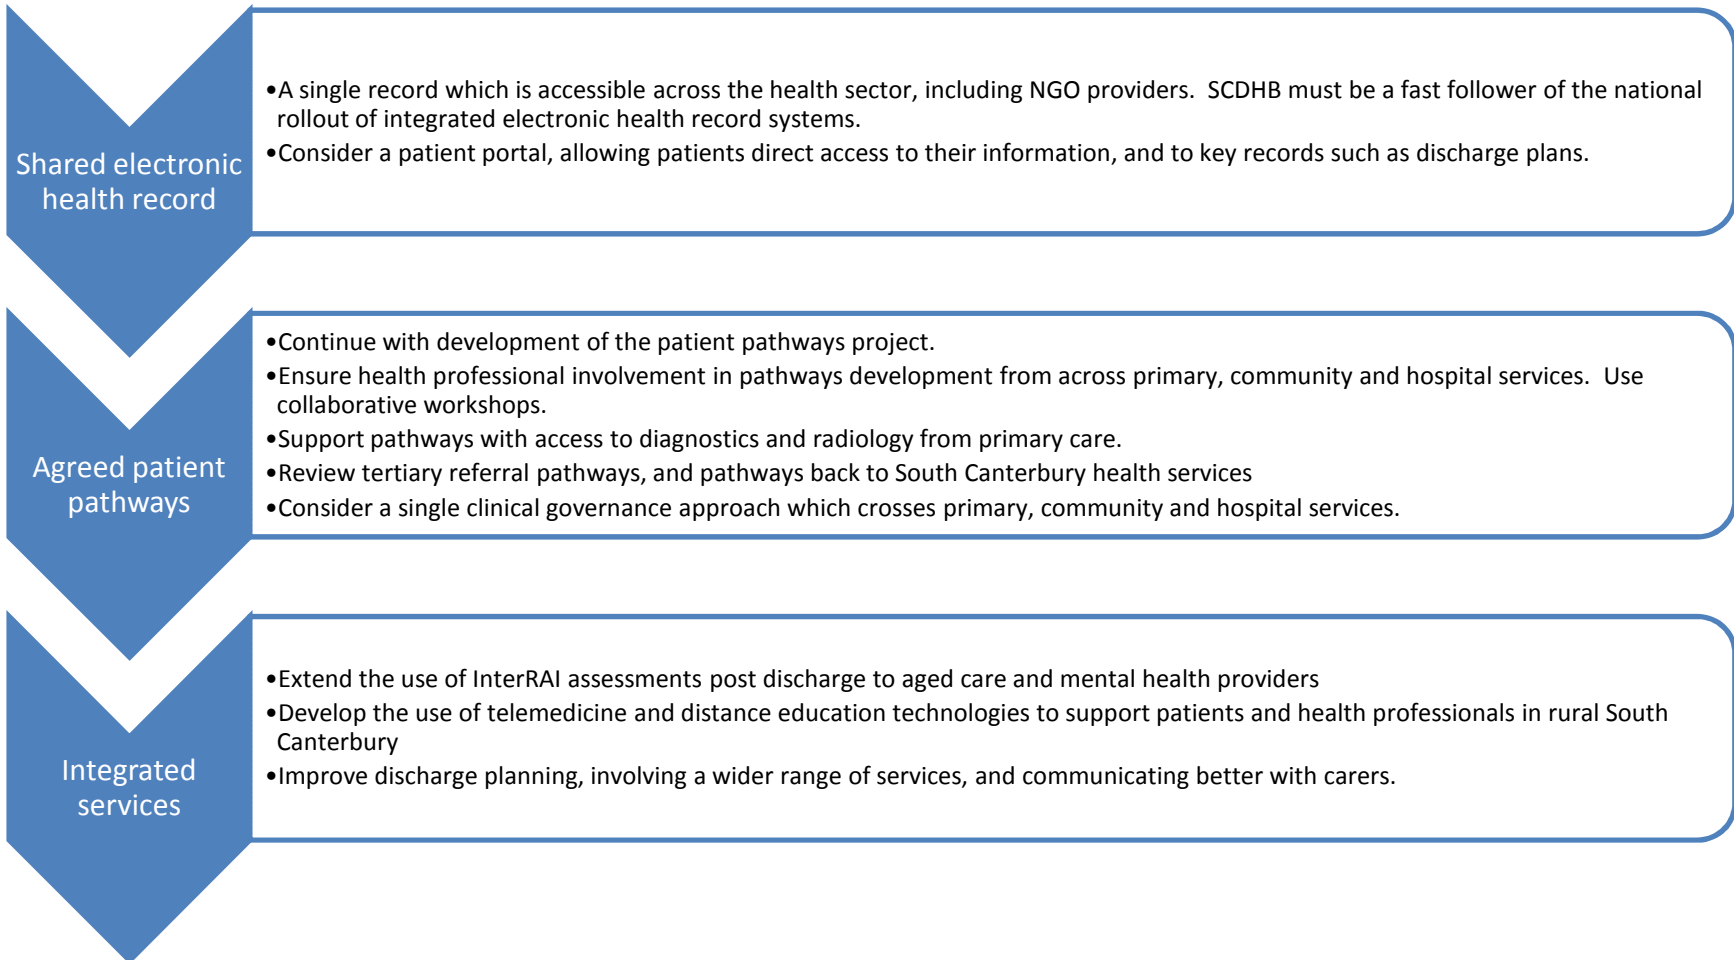 Shared electronic
health record
•A single record which is accessible across the health sector, including NGO providers.  SCDHB must be a fast follower of the national
rollout of integrated electronic health record systems.
•Consider a patient portal, allowing patients direct access to their information, and to key records such as discharge plans.
Agreed patient
pathways
•Continue with development of the patient pathways project.
•Ensure health professional involvement in pathways development from across primary, community and hospital services.  Use
collaborative workshops.
•Support pathways with access to diagnostics and radiology from primary care.
•Review tertiary referral pathways, and pathways back to South Canterbury health services
•Consider a single clinical governance approach which crosses primary, community and hospital services.
Integrated
services
•Extend the use of InterRAI assessments post discharge to aged care and mental health providers
•Develop the use of telemedicine and distance education technologies to support patients and health professionals in rural South
Canterbury
•Improve discharge planning, involving a wider range of services, and communicating better with carers.